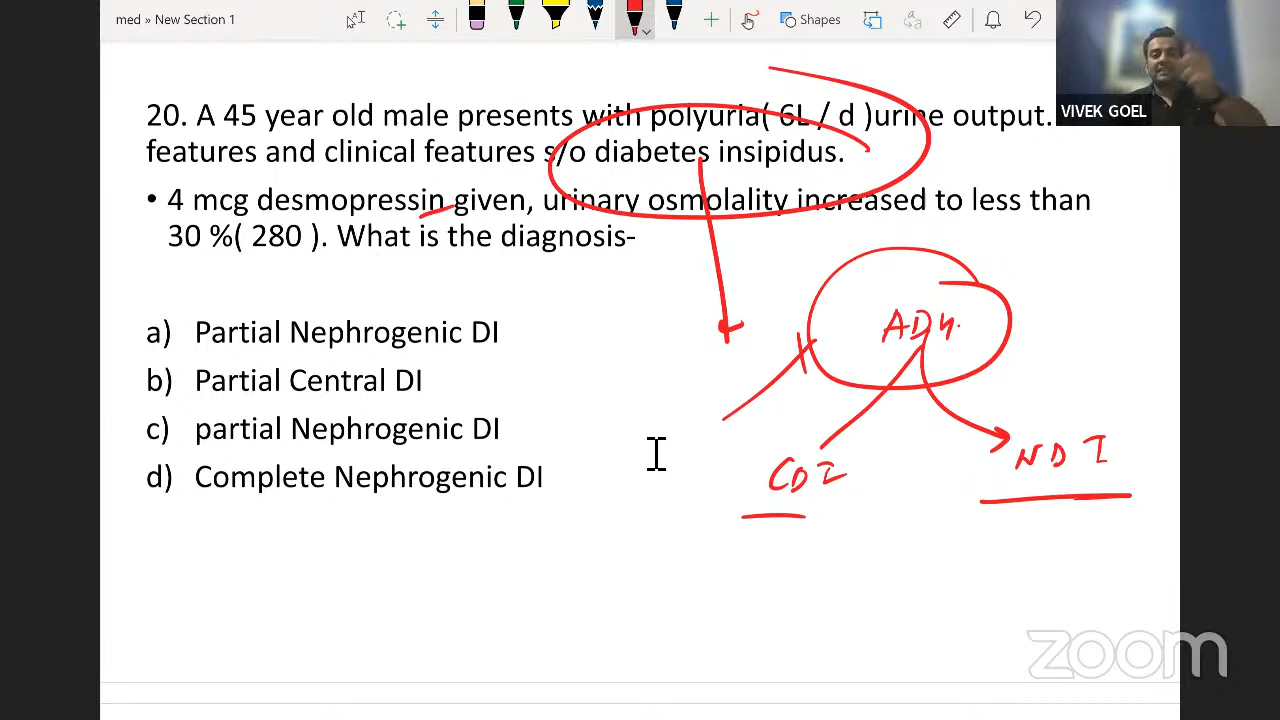 med » New Section 1
Shapes
VIVEK GOEL
20. A 45 year old male presents with polyuria( 6L / d )urine output.
features and clinical features s/o diabetes insipidus.
• 4 mcg desmopressin given, urinary osmolality increased to less than
30 %( 280 ). What is the diagnosis-
a) Partial Nephrogenic DI
b) Partial Central DI
c) partial Nephrogenic DI
d) Complete Nephrogenic DI
ADH
CDI
NDI
zoom